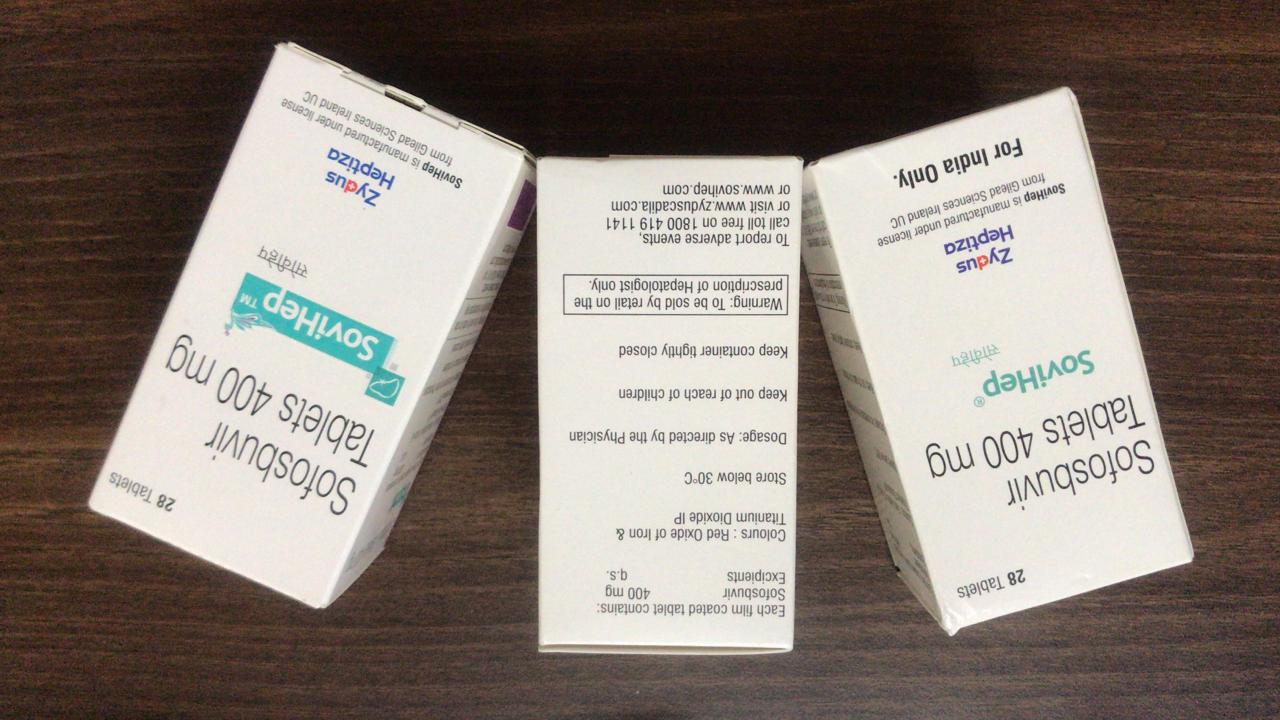 28 Tablets
Sofosbuvir
Tablets 400 mg
SoviHep™
सोविहेप
Zydus
Heptiza
SoviHep is manufactured under license
from Gilead Sciences Ireland UC
Each film coated tablet contains:
Sofosbuvir 400 mg
Excipients q.s.
Colours : Red Oxide of Iron &
Titanium Dioxide IP
Store below 30°C
Dosage: As directed by the Physician
Keep out of reach of children
Keep container tightly closed
Warning: To be sold by retail on the
prescription of Hepatologist only.
To report adverse events,
call toll free on 1800 419 1141
or visit www.zyduscadila.com
or www.sovihep.com
28 Tablets
Sofosbuvir
Tablets 400 mg
SoviHep®
सोविहेप
Zydus
Heptiza
SoviHep is manufactured under license
from Gilead Sciences Ireland UC
For India Only.